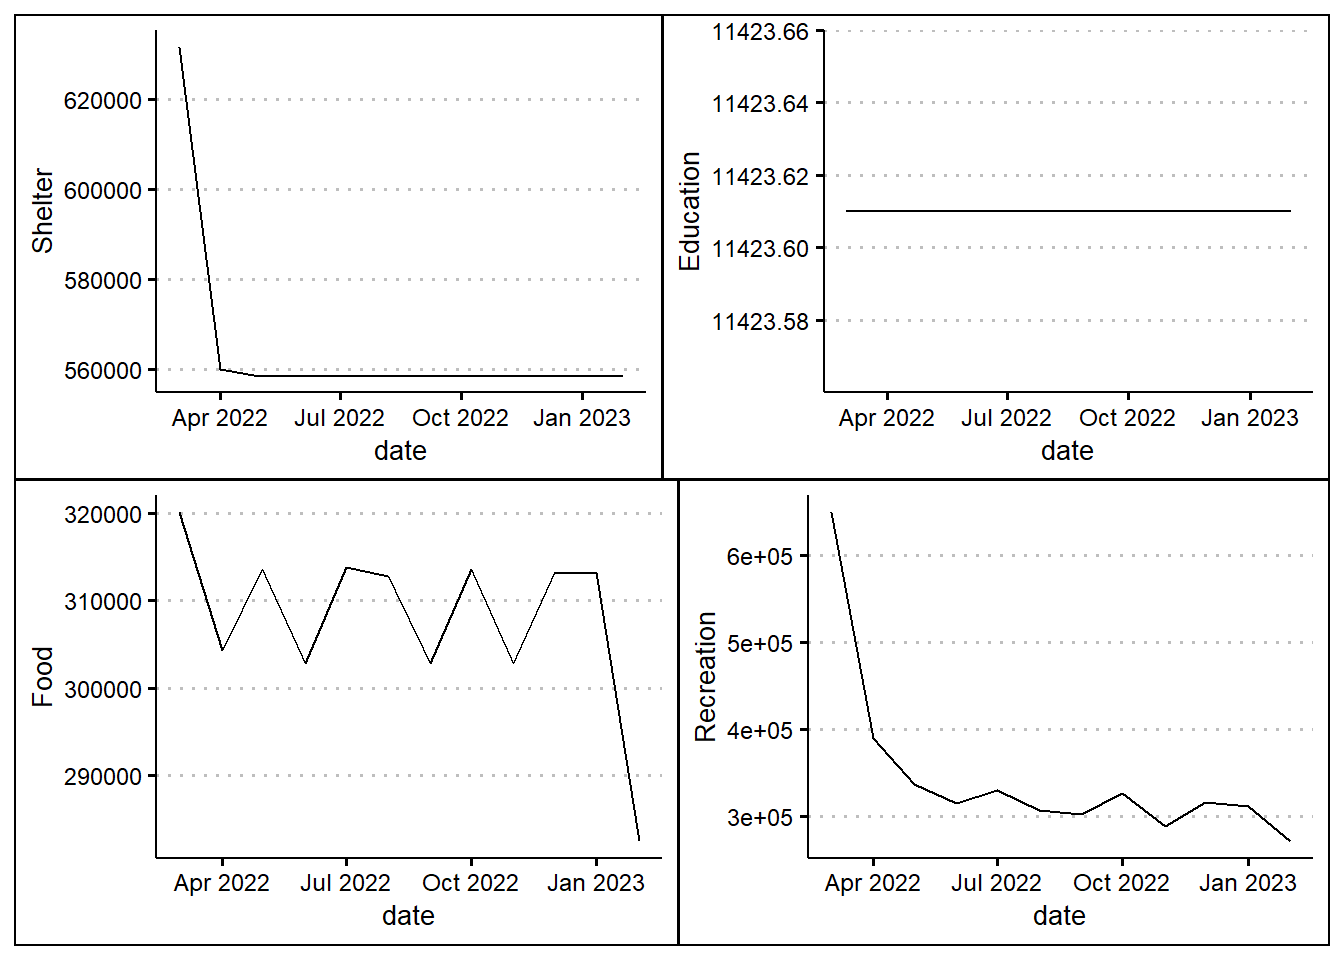 Shelter
620000
600000
580000
560000
Apr 2022 Jul 2022 Oct 2022 Jan 2023
date
Education
11423.66
11423.64
11423.62
11423.60
11423.58
Apr 2022 Jul 2022 Oct 2022 Jan 2023
date
Food
320000
310000
300000
290000
Apr 2022 Jul 2022 Oct 2022 Jan 2023
date
Recreation
6e+05
5e+05
4e+05
3e+05
Apr 2022 Jul 2022 Oct 2022 Jan 2023
date